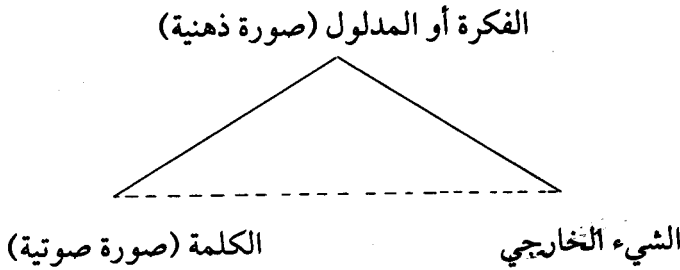 الفكرة أو المدلول (صورة ذهنية)
الشيء الخارجي
الكلمة (صورة صوتية)